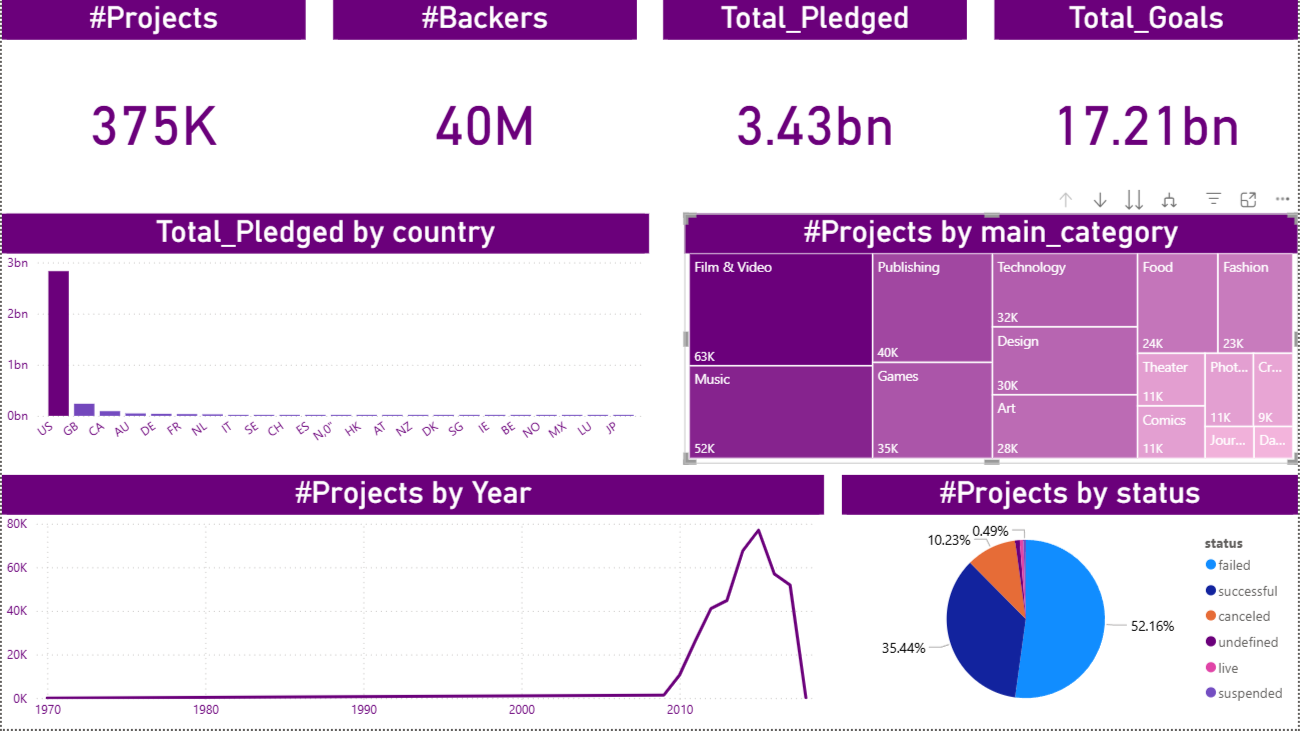 #Projects
#Backers
Total_Pledged
Total_Goals
375K
40M
3.43bn
17.21bn
Total_Pledged by country
3bn
2bn
1bn
0bn
US
GB
CA
AU
DE
FR
NL
IT
SE
CH
ES
N,0"
HK
AT
NZ
DK
SG
IE
BE
NO
MX
LU
JP
#Projects by main_category
Film & Video
63K
Music
52K
Publishing
40K
Games
35K
Technology
32K
Design
30K
Art
28K
Food
24K
Fashion
23K
Theater
11K
Comics
11K
Phot...
11K
Cr...
9K
Jour...
Da...
#Projects by Year
80K
60K
40K
20K
0K
1970
1980
1990
2000
2010
#Projects by status
0.49%
10.23%
35.44%
52.16%
status
failed
successful
canceled
undefined
live
suspended